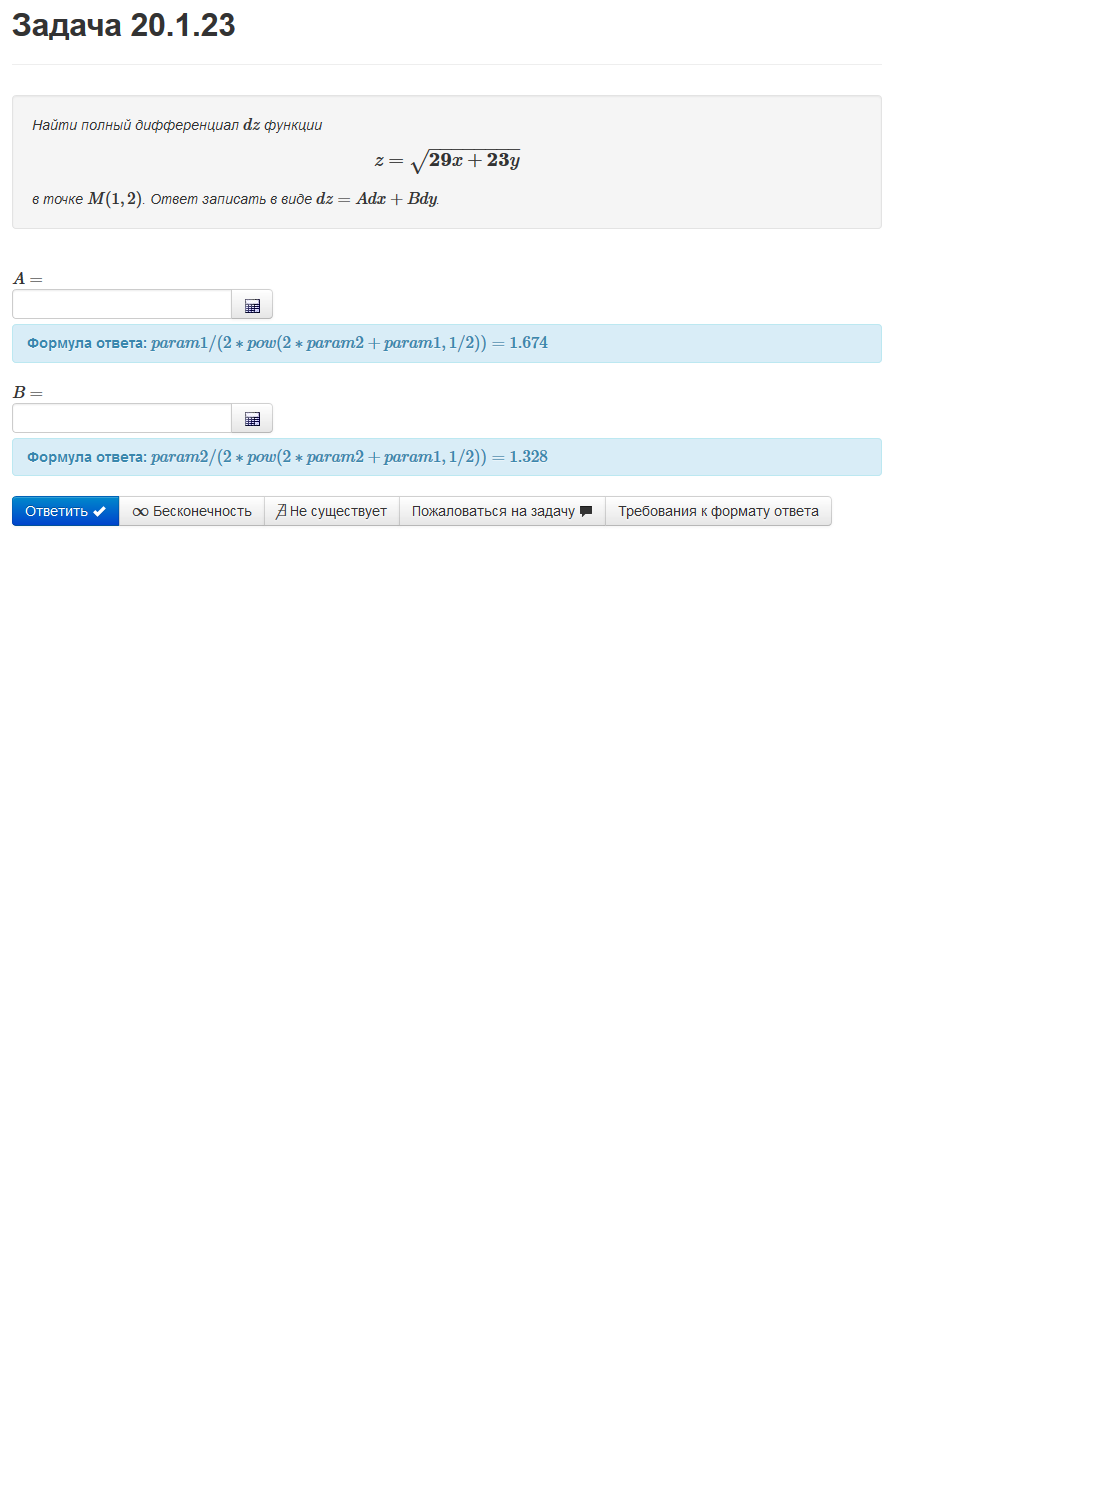 Задача 20.1.23
Найти полный дифференциал dz функции
z = √29x + 23y
в точке M(1, 2). Ответ записать в виде dz = Adx + Bdy.
A =
Формула ответа: param1/(2 ∗ pow(2 ∗ param2 + param1, 1/2)) = 1.674
B =
Формула ответа: param2/(2 ∗ pow(2 ∗ param2 + param1, 1/2)) = 1.328
Ответить ∞ Бесконечность ∄ Не существует Пожаловаться на задачу Требования к формату ответа